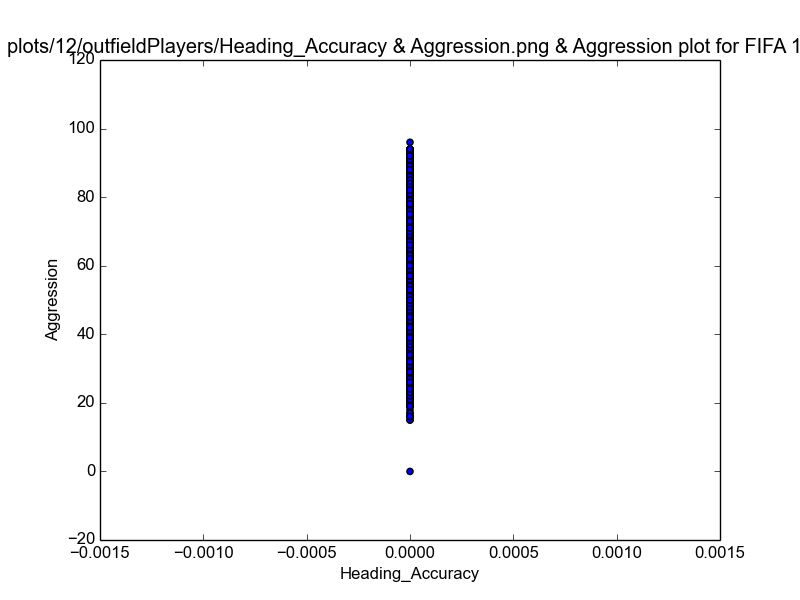 plots/12/outfieldPlayers/Heading_Accuracy & Aggression.png & Aggression plot for FIFA 1
120
100
80
60
40
20
0
−20
Aggression
−0.0015 −0.0010 −0.0005 0.0000 0.0005 0.0010 0.0015
Heading_Accuracy